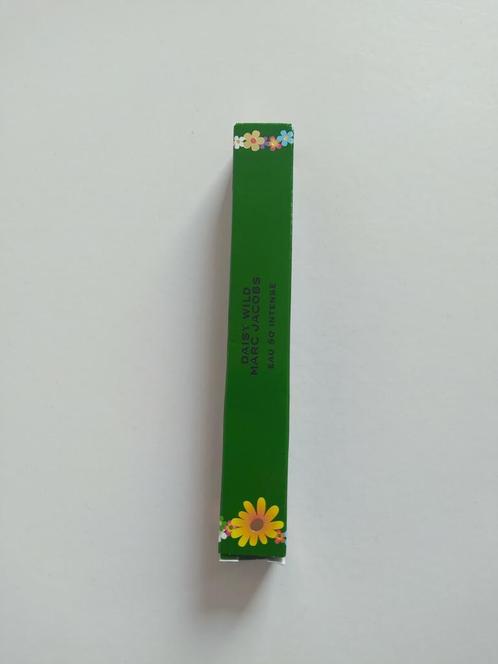 DAISY WILD
MARC JACOBS
EAU SO INTENSE